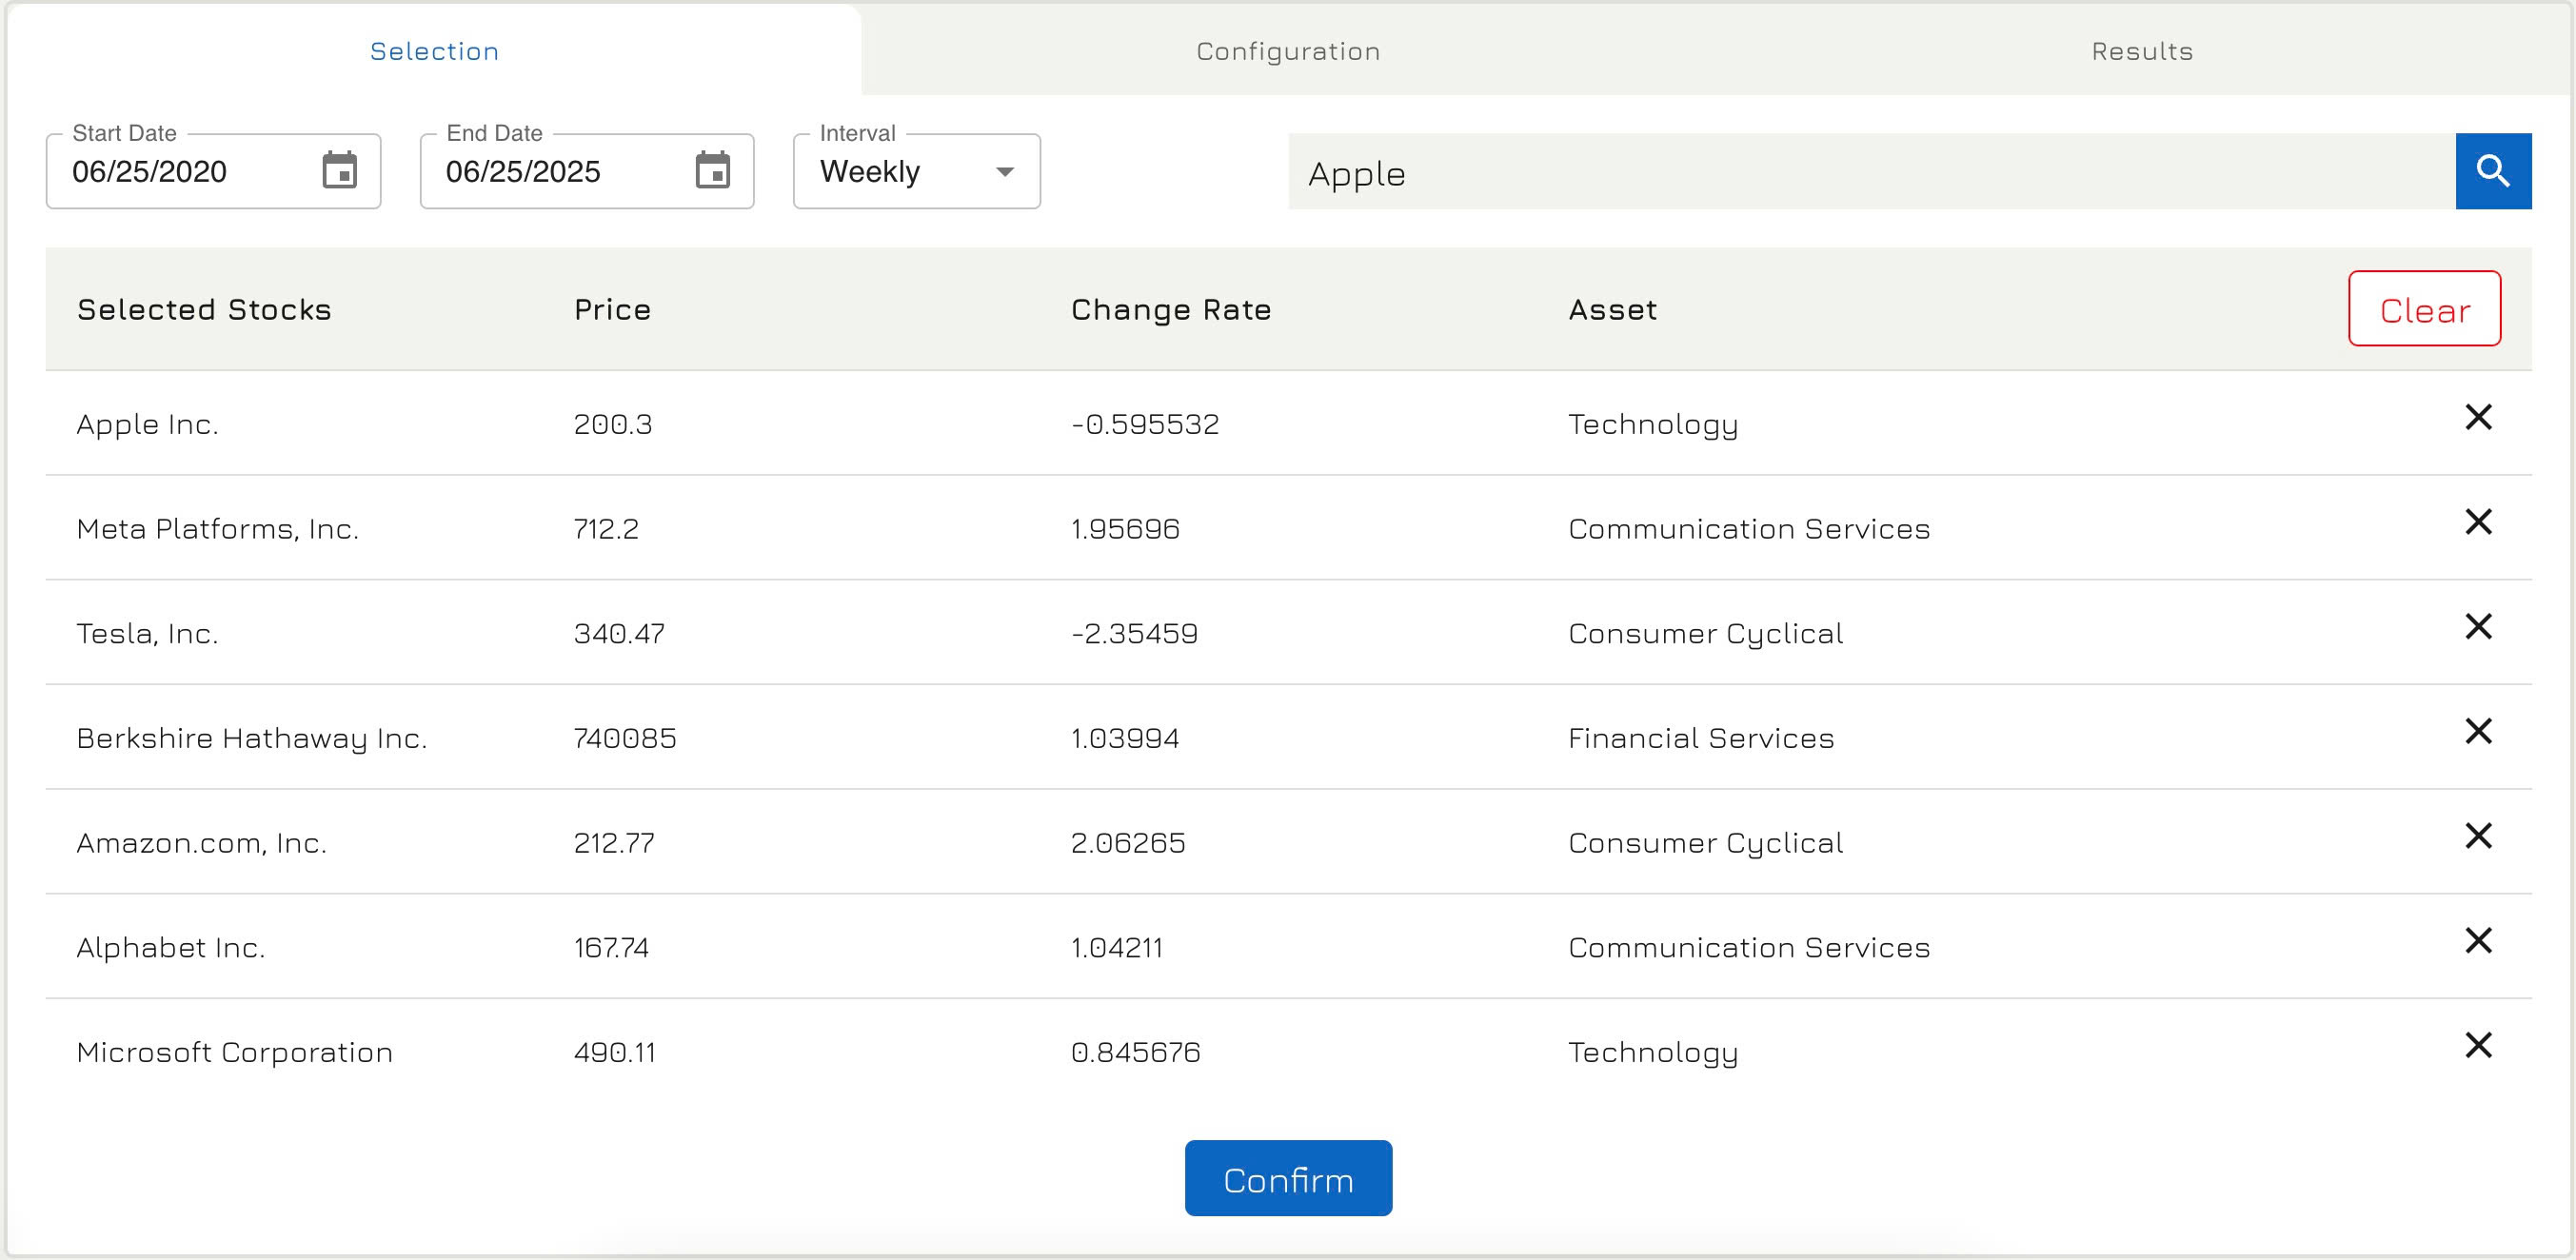 Selection Configuration Results
Start Date End Date Interval
06/25/2020 06/25/2025 Weekly Apple
Selected Stocks Price Change Rate Asset Clear
Apple Inc. 200.3 -0.595532 Technology
Meta Platforms, Inc. 712.2 1.95696 Communication Services
Tesla, Inc. 340.47 -2.35459 Consumer Cyclical
Berkshire Hathaway Inc. 740085 1.03994 Financial Services
Amazon.com, Inc. 212.77 2.06265 Consumer Cyclical
Alphabet Inc. 167.74 1.04211 Communication Services
Microsoft Corporation 490.11 0.845676 Technology
Confirm